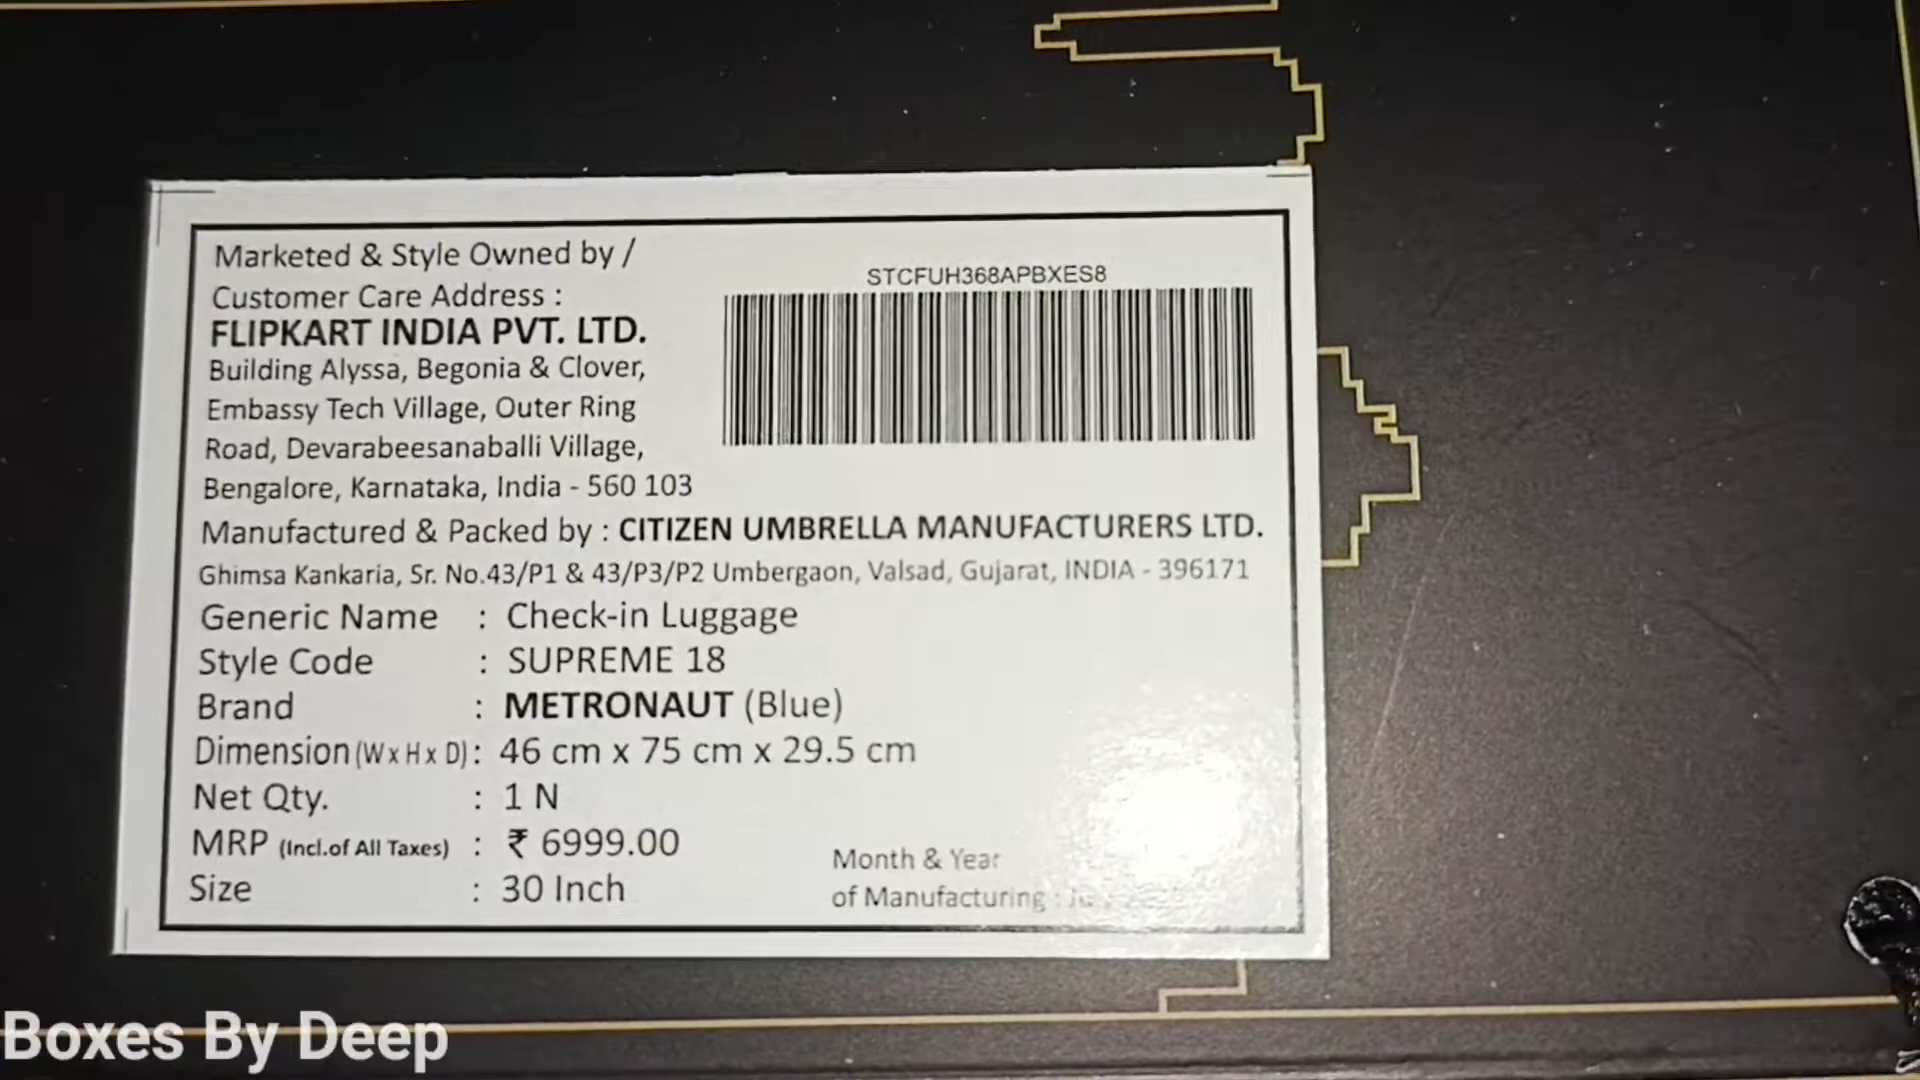 Marketed & Style Owned by /
Customer Care Address :
FLIPKART INDIA PVT. LTD.
Building Alyssa, Begonia & Clover,
Embassy Tech Village, Outer Ring
Road, Devarabeesanaballi Village,
Bengalore, Karnataka, India - 560 103
STCFUH368APBXES8
Manufactured & Packed by : CITIZEN UMBRELLA MANUFACTURERS LTD.
Ghimsa Kankaria, Sr. No.43/P1 & 43/P3/P2 Umbergaon, Valsad, Gujarat, INDIA - 396171
Generic Name : Check-in Luggage
Style Code : SUPREME 18
Brand : METRONAUT (Blue)
Dimension (W x H x D) : 46 cm x 75 cm x 29.5 cm
Net Qty. : 1 N
MRP (Incl.of All Taxes) : ₹ 6999.00
Size : 30 Inch
Month & Year
of Manufacturing :
Boxes By Deep